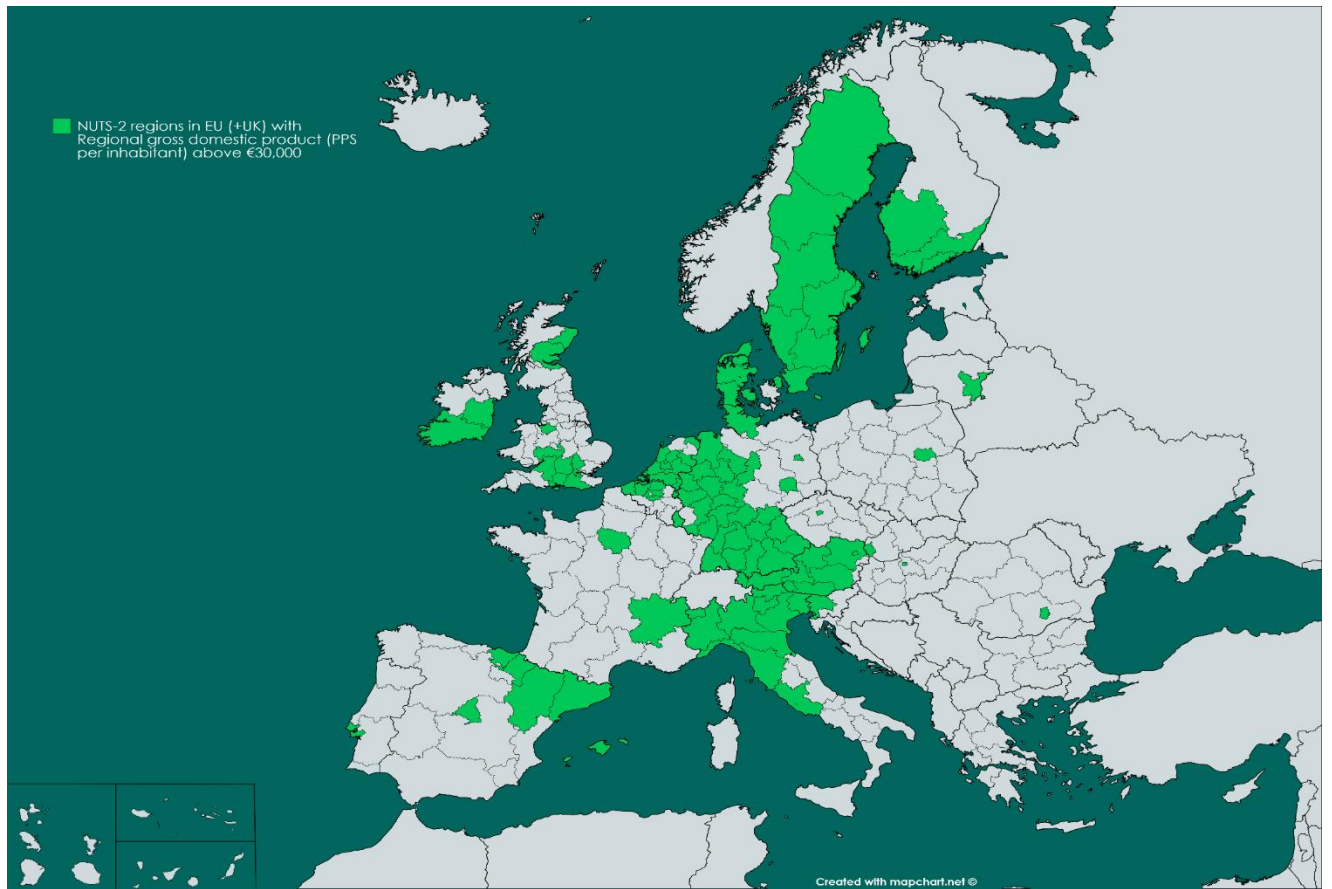 NUTS-2 regions in EU (+UK) with
Regional gross domestic product (PPS
per inhabitant) above €30,000
Created with mapchart.net ©